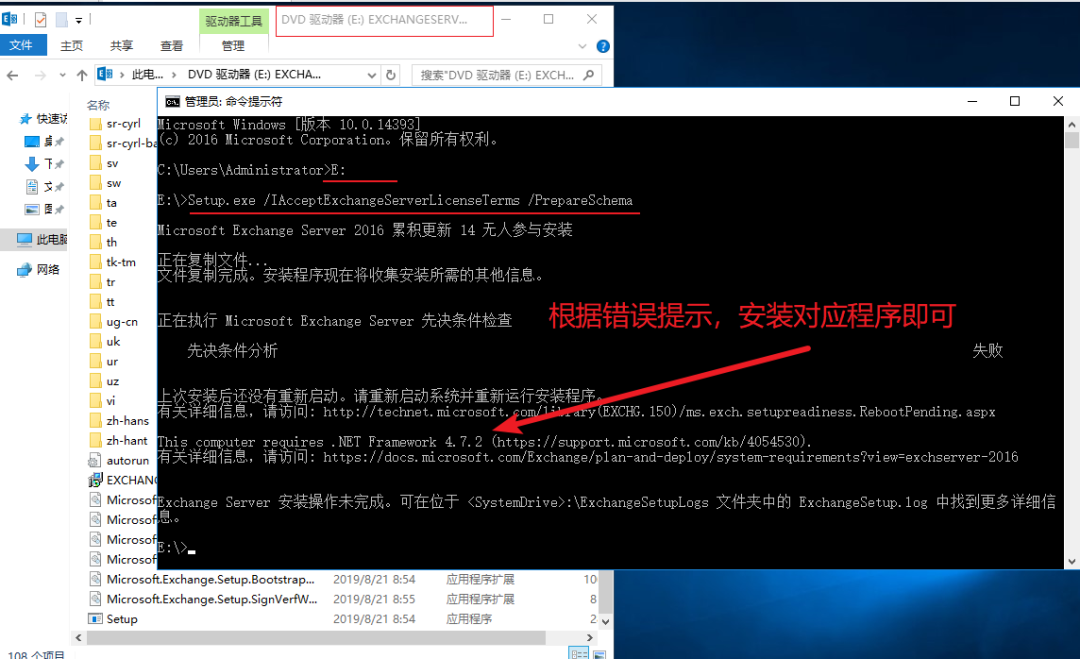 驱动器工具
DVD 驱动器 (E:) EXCHANGESERV...
文件
主页
共享
查看
管理
此电...
DVD 驱动器 (E:) EXCHA...
搜索"DVD 驱动器 (E:) EXCH...
名称
快速访
此电脑
网络
sr-cyrl
sr-cyrl-ba
sv
sw
ta
te
th
tk-tm
tr
tt
ug-cn
uk
ur
uz
vi
zh-hans
zh-hant
autorun
EXCHANG
Microsof
Microsof
Microsof
Microsof
Microsoft.Exchange.Setup.Bootstrap... 2019/8/21 8:54 应用程序扩展 10
Microsoft.Exchange.Setup.SignVerfW... 2019/8/21 8:55 应用程序扩展 8
Setup 2019/8/21 8:54 应用程序 2
108 个项目
管理员: 命令提示符
Microsoft Windows [版本 10.0.14393]
(c) 2016 Microsoft Corporation。保留所有权利。
C:\Users\Administrator>E:
E:\>Setup.exe /IAcceptExchangeServerLicenseTerms /PrepareSchema
Microsoft Exchange Server 2016 累积更新 14 无人参与安装
正在复制文件...
文件复制完成。安装程序现在将收集安装所需的其他信息。
正在执行 Microsoft Exchange Server 先决条件检查
根据错误提示，安装对应程序即可
先决条件分析 失败
上次安装后还没有重新启动。请重新启动系统并重新运行安装程序。
有关详细信息，请访问: http://technet.microsoft.com/library(EXCHG.150)/ms.exch.setupreadiness.RebootPending.aspx
This computer requires .NET Framework 4.7.2 (https://support.microsoft.com/kb/4054530).
有关详细信息，请访问: https://docs.microsoft.com/Exchange/plan-and-deploy/system-requirements?view=exchserver-2016
Exchange Server 安装操作未完成。可在位于 <SystemDrive>:\ExchangeSetupLogs 文件夹中的 ExchangeSetup.log 中找到更多详细信
息。
E:\>